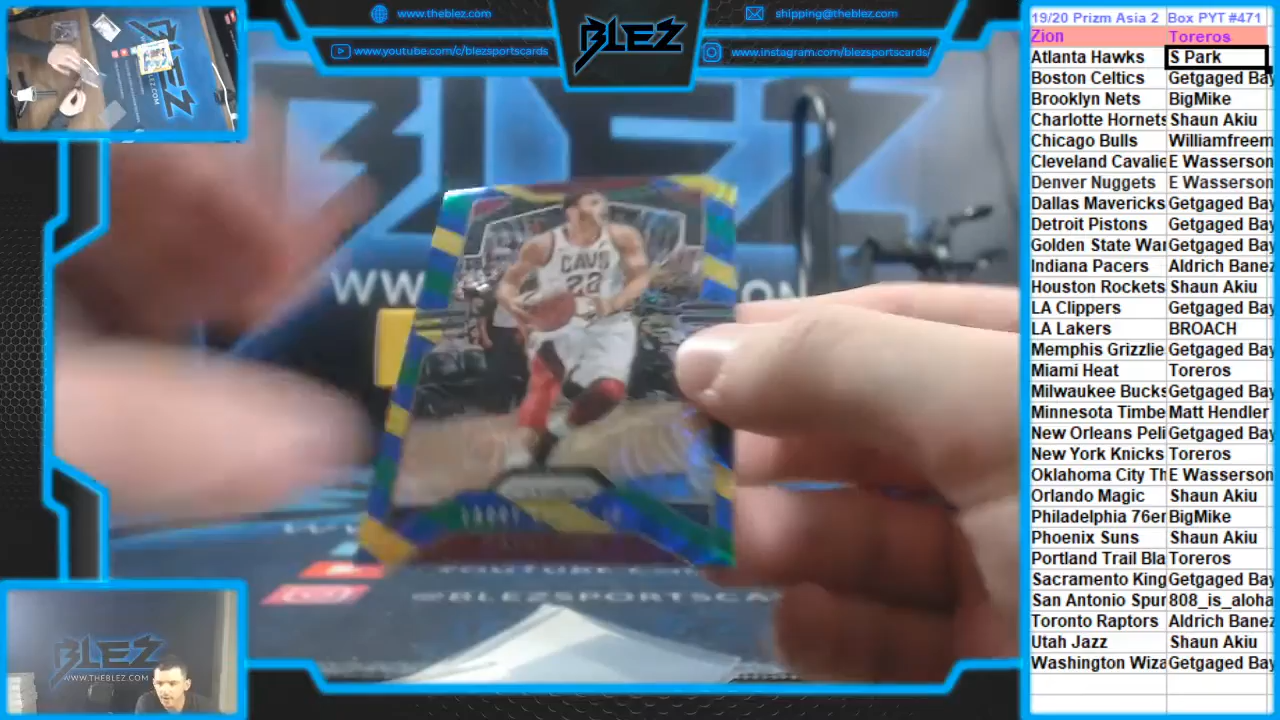 www.theblez.com
shipping@theblez.com
www.youtube.com/c/blezsportscards
BLEZ
www.instagram.com/blezsportscards/
19/20 Prizm Asia 2 Box PYT #471
Zion Toreros
Atlanta Hawks S Park
Boston Celtics Getgaged Bay
Brooklyn Nets BigMike
Charlotte Hornets Shaun Akiu
Chicago Bulls Williamfreem
Cleveland Cavalie E Wasserson
Denver Nuggets E Wasserson
Dallas Mavericks Getgaged Bay
Detroit Pistons Getgaged Bay
Golden State War Getgaged Bay
Indiana Pacers Aldrich Banez
Houston Rockets Shaun Akiu
LA Clippers Getgaged Bay
LA Lakers BROACH
Memphis Grizzlie Getgaged Bay
Miami Heat Toreros
Milwaukee Bucks Getgaged Bay
Minnesota Timbe Matt Hendler
New Orleans Peli Getgaged Bay
New York Knicks Toreros
Oklahoma City Th E Wasserson
Orlando Magic Shaun Akiu
Philadelphia 76er BigMike
Phoenix Suns Shaun Akiu
Portland Trail Bla Toreros
Sacramento King Getgaged Bay
San Antonio Spur 808_is_aloha
Toronto Raptors Aldrich Banez
Utah Jazz Shaun Akiu
Washington Wiza Getgaged Bay
BLEZ
CAVS
22
@BLEZSPORTSCA
BLEZ
WWW.THEBLEZ.COM